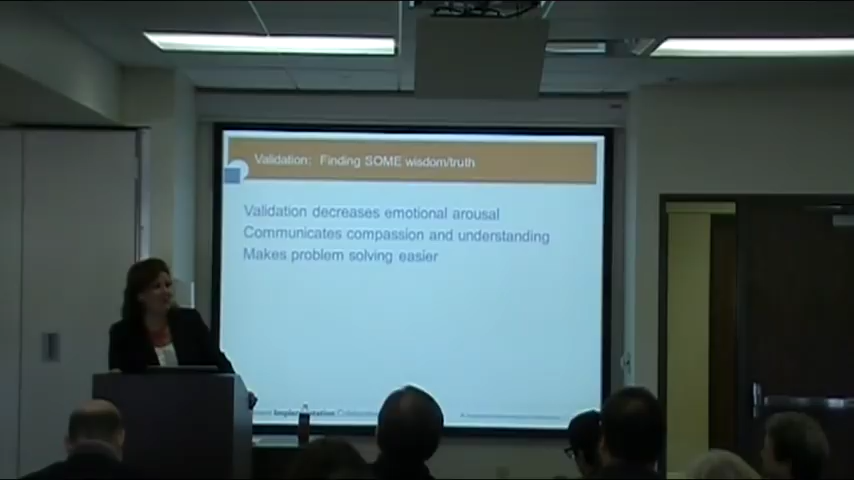 Validation: Finding SOME wisdom/truth
Validation decreases emotional arousal
Communicates compassion and understanding
Makes problem solving easier
Implementation